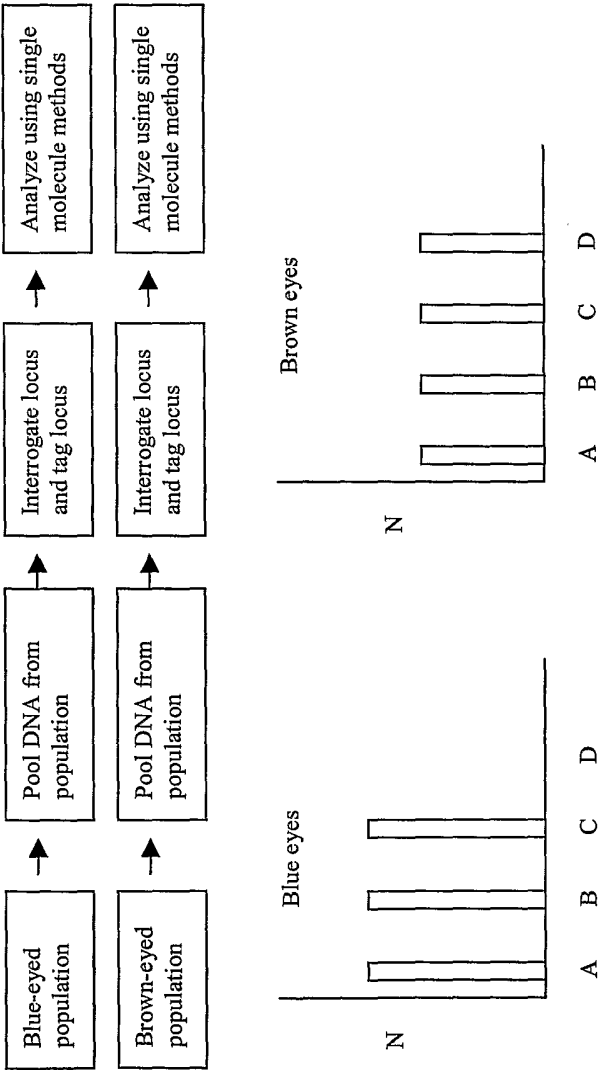 Blue-eyed
population
Pool DNA from
population
Interrogate locus
and tag locus
Analyze using single
molecule methods
Brown-eyed
population
Pool DNA from
population
Interrogate locus
and tag locus
Analyze using single
molecule methods
Blue eyes
N
A B C D
Brown eyes
N
A B C D